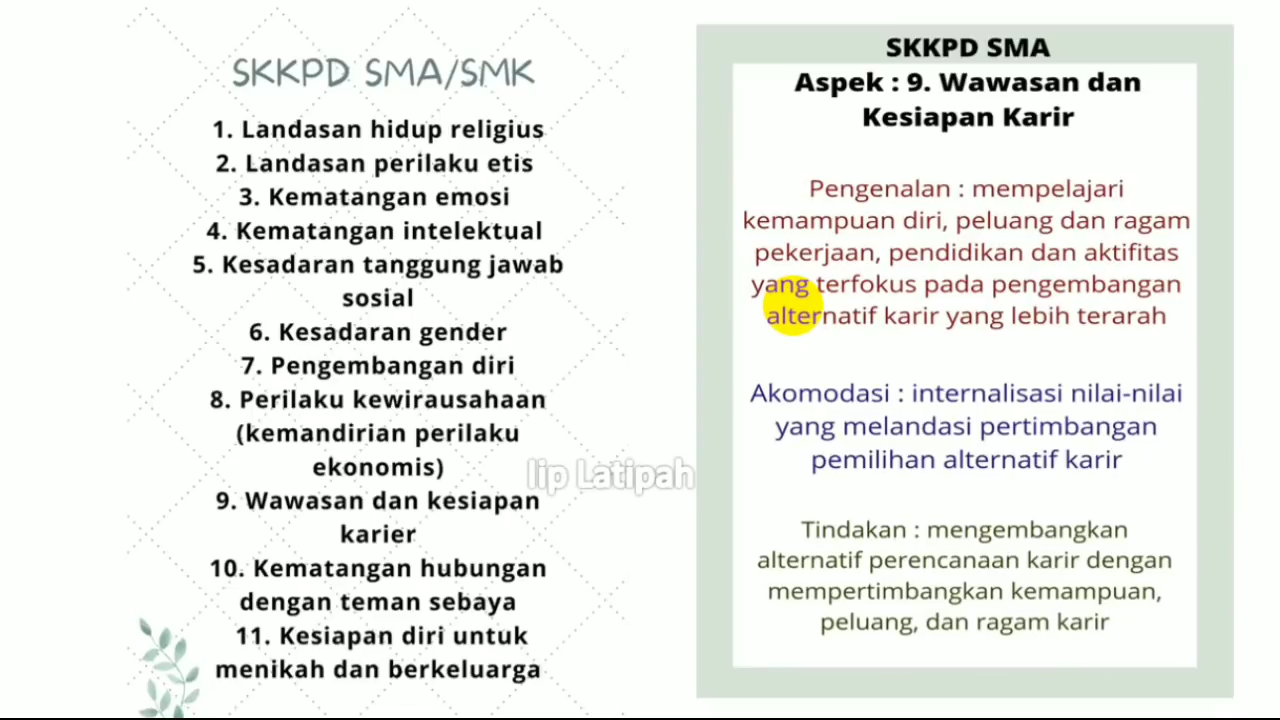 SKKPD SMA/SMK
1. Landasan hidup religius
2. Landasan perilaku etis
3. Kematangan emosi
4. Kematangan intelektual
5. Kesadaran tanggung jawab
sosial
6. Kesadaran gender
7. Pengembangan diri
8. Perilaku kewirausahaan
(kemandirian perilaku
ekonomis)
9. Wawasan dan kesiapan
karier
10. Kematangan hubungan
dengan teman sebaya
11. Kesiapan diri untuk
menikah dan berkeluarga
Iip Latipah
SKKPD SMA
Aspek : 9. Wawasan dan
Kesiapan Karir
Pengenalan : mempelajari
kemampuan diri, peluang dan ragam
pekerjaan, pendidikan dan aktifitas
yang terfokus pada pengembangan
alternatif karir yang lebih terarah
Akomodasi : internalisasi nilai-nilai
yang melandasi pertimbangan
pemilihan alternatif karir
Tindakan : mengembangkan
alternatif perencanaan karir dengan
mempertimbangkan kemampuan,
peluang, dan ragam karir